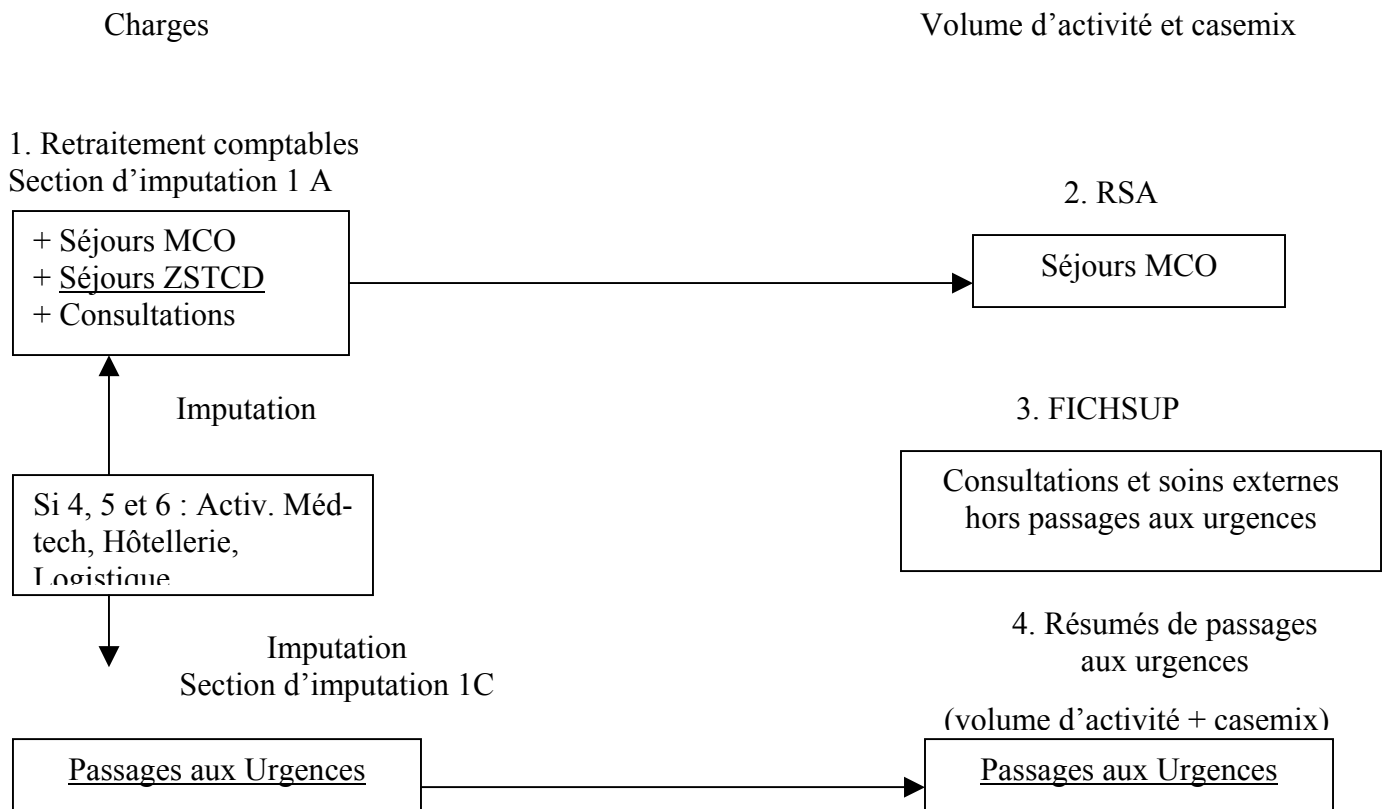 Charges
Volume d’activité et casemix
1. Retraitement comptables
Section d’imputation 1 A
+ Séjours MCO
+ Séjours ZSTCD
+ Consultations
2. RSA
Séjours MCO
Imputation
3. FICHSUP
Consultations et soins externes
hors passages aux urgences
Si 4, 5 et 6 : Activ. Méd-
tech, Hôtellerie,
Logistique
Imputation
Section d’imputation 1C
4. Résumés de passages
aux urgences
(volume d’activité + casemix)
Passages aux Urgences
Passages aux Urgences